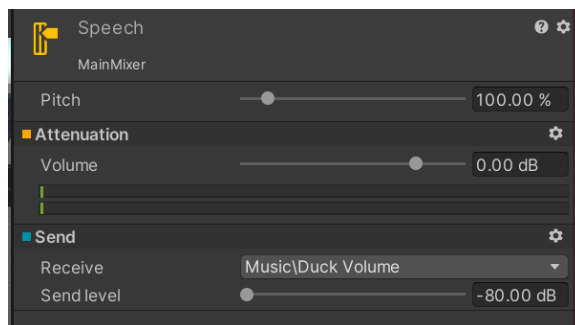 Speech
MainMixer
Pitch 100.00 %
Attenuation
Volume 0.00 dB
Send
Receive Music\Duck Volume
Send level -80.00 dB